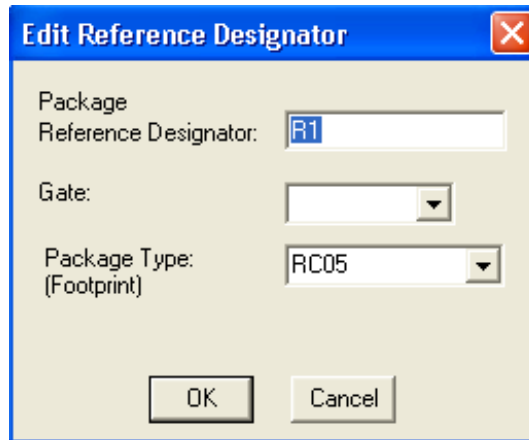 Edit Reference Designator
Package
Reference Designator: R1
Gate:
Package Type: RC05
(Footprint)
OK Cancel